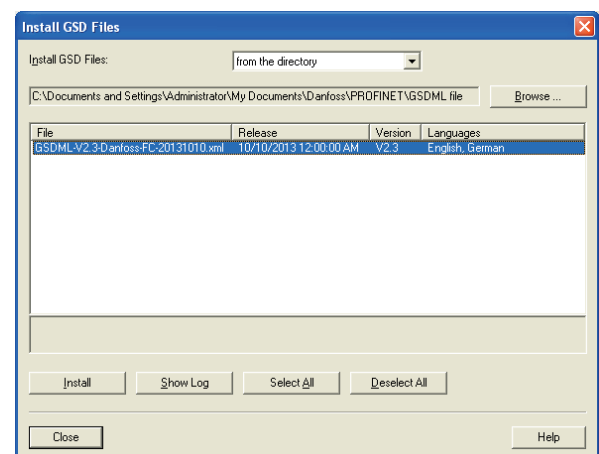 Install GSD Files
Install GSD Files: from the directory
C:\Documents and Settings\Administrator\My Documents\Danfoss\PROFINET\GSDML file Browse ...
File Release Version Languages
GSDML-V2.3-Danfoss-FC-20131010.xml 10/10/2013 12:00:00 AM V2.3 English, German
Install Show Log Select All Deselect All
Close Help